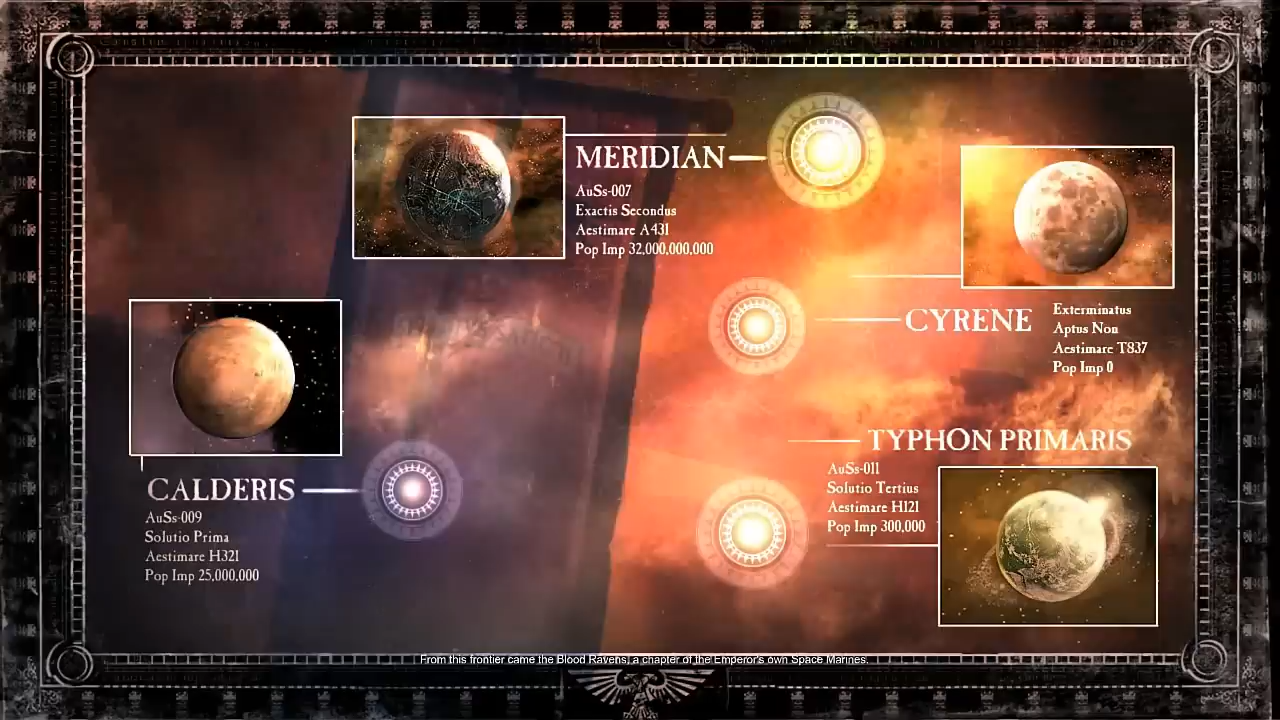 MERIDIAN
AuSs-007
Exactis Secondus
Aestimare A431
Pop Imp 32,000,000,000
CYRENE
Exterminatus
Aptus Non
Aestimare T837
Pop Imp 0
TYPHON PRIMARIS
AuSs-011
Solutio Tertius
Aestimare H121
Pop Imp 300,000
CALDERIS
AuSs-009
Solutio Prima
Aestimare H321
Pop Imp 25,000,000
From this frontier came the Blood Ravens, a chapter of the Emperor's own Space Marines.